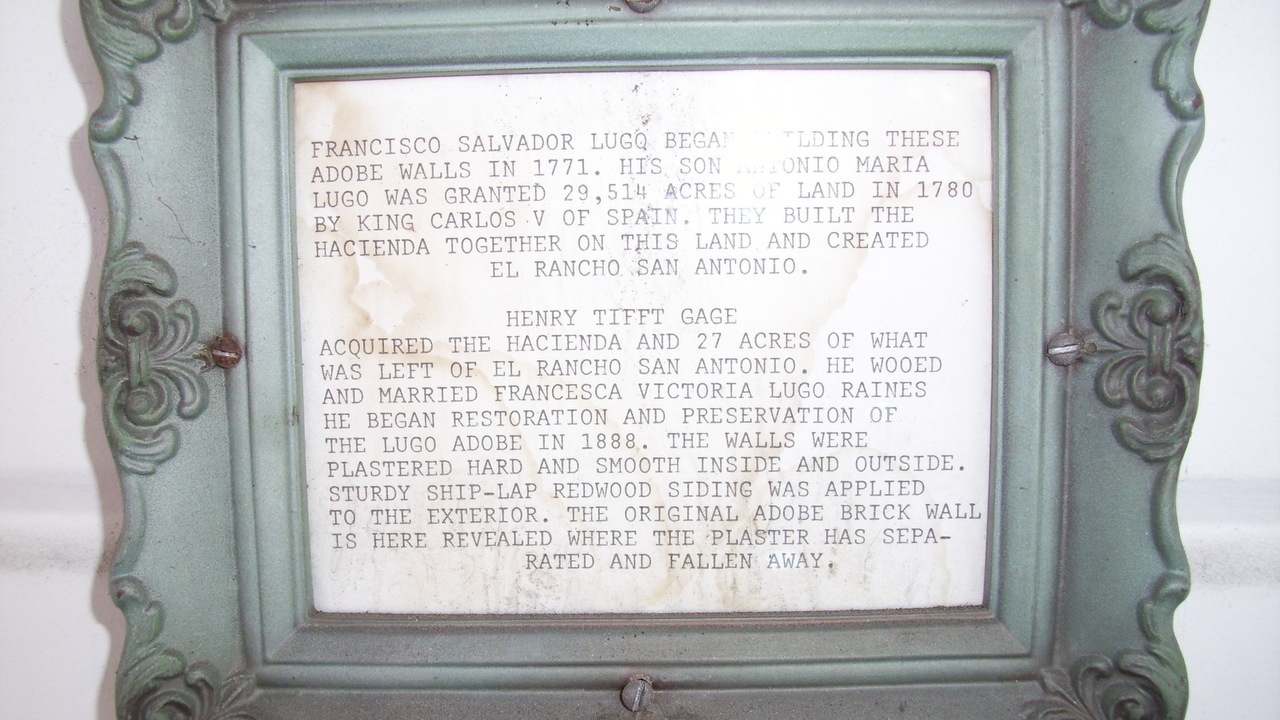 FRANCISCO SALVADOR LUGO BEGAN BUILDING THESE
ADOBE WALLS IN 1771. HIS SON ANTONIO MARIA
LUGO WAS GRANTED 29,514 ACRES OF LAND IN 1780
BY KING CARLOS V OF SPAIN. THEY BUILT THE
HACIENDA TOGETHER ON THIS LAND AND CREATED
EL RANCHO SAN ANTONIO.
HENRY TIFFT GAGE
ACQUIRED THE HACIENDA AND 27 ACRES OF WHAT
WAS LEFT OF EL RANCHO SAN ANTONIO. HE WOOED
AND MARRIED FRANCESCA VICTORIA LUGO RAINES
HE BEGAN RESTORATION AND PRESERVATION OF
THE LUGO ADOBE IN 1888. THE WALLS WERE
PLASTERED HARD AND SMOOTH INSIDE AND OUTSIDE.
STURDY SHIP-LAP REDWOOD SIDING WAS APPLIED
TO THE EXTERIOR. THE ORIGINAL ADOBE BRICK WALL
IS HERE REVEALED WHERE THE PLASTER HAS SEPA-
RATED AND FALLEN AWAY.